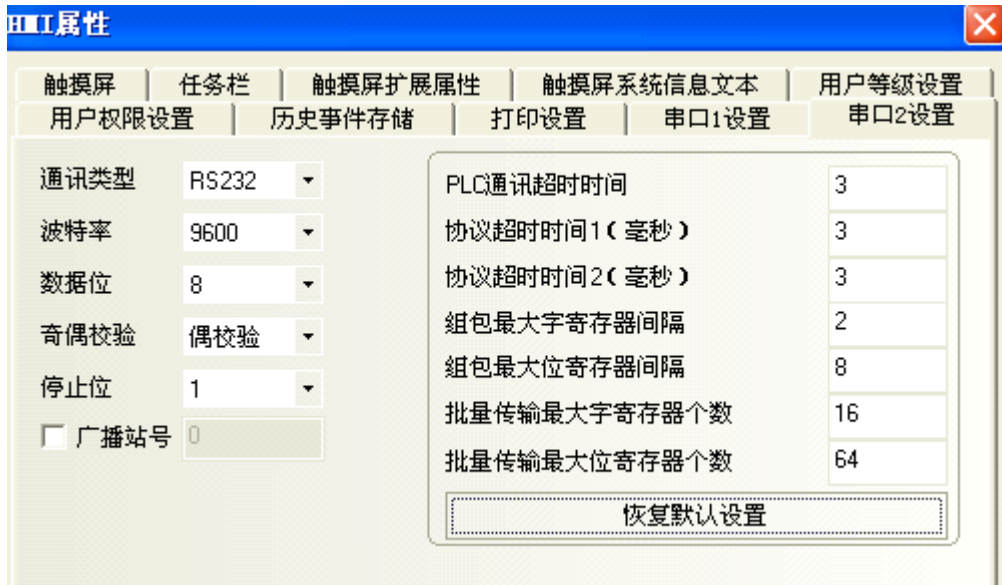 HMI属性
触摸屏 任务栏 触摸屏扩展属性 触摸屏系统信息文本 用户等级设置
用户权限设置 历史事件存储 打印设置 串口1设置 串口2设置
通讯类型 RS232
波特率 9600
数据位 8
奇偶校验 偶校验
停止位 1
广播站号 0
PLC通讯超时时间 3
协议超时时间1(毫秒) 3
协议超时时间2(毫秒) 3
组包最大字寄存器间隔 2
组包最大位寄存器间隔 8
批量传输最大字寄存器个数 16
批量传输最大位寄存器个数 64
恢复默认设置